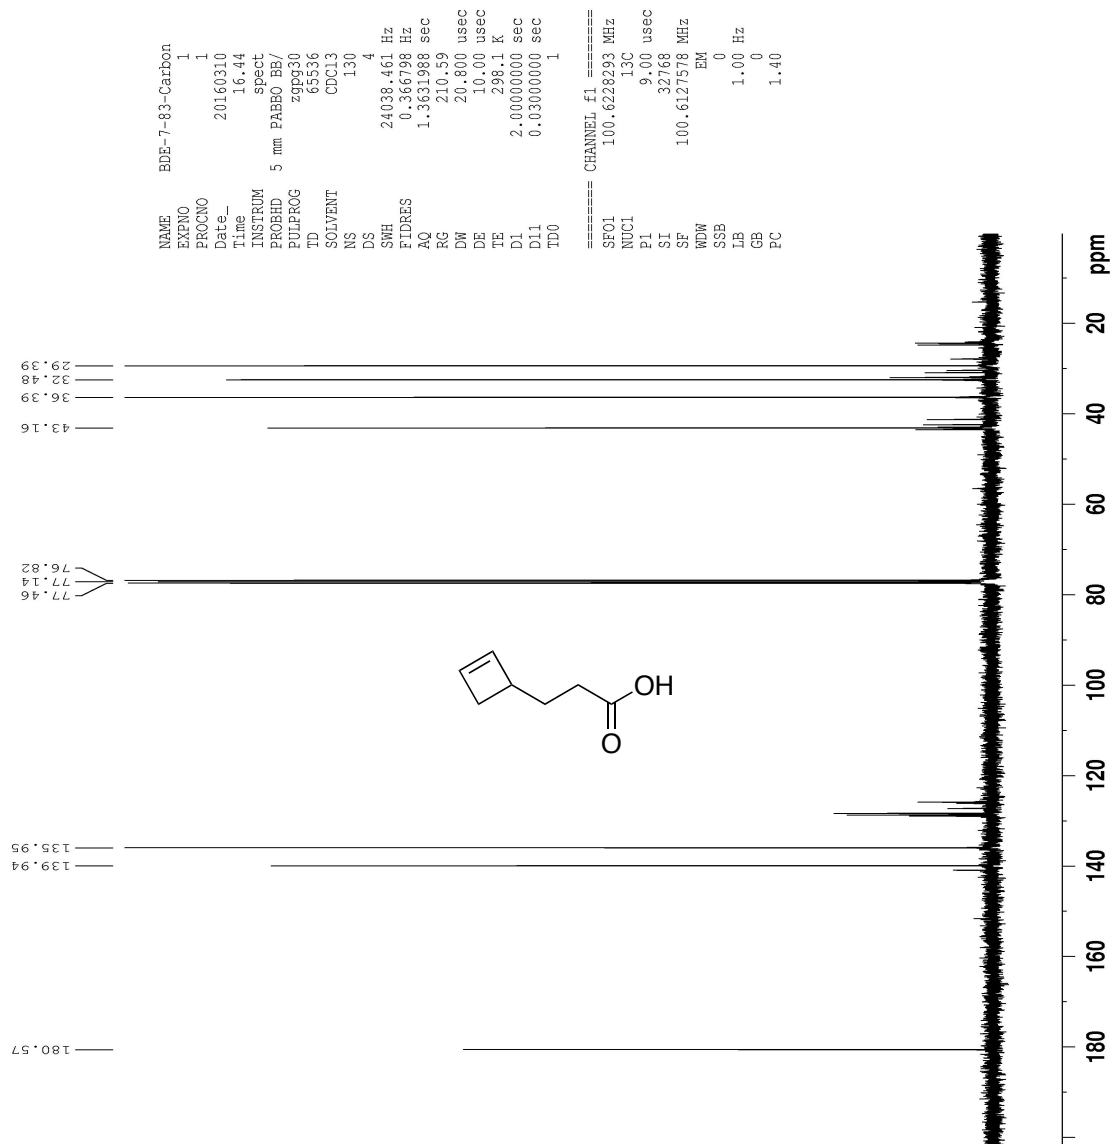 NAME BDE-7-83-Carbon
EXPNO 1
PROCNO 1
Date_ 20160310
Time 16.44
INSTRUM spect
PROBHD 5 mm PABBO BB/
PULPROG zgpg30
TD 65536
SOLVENT CDCl3
NS 130
DS 4
SWH 24038.461 Hz
FIDRES 0.366798 Hz
AQ 1.3631988 sec
RG 210.59
DW 20.800 usec
DE 10.00 usec
TE 298.1 K
D1 2.00000000 sec
D11 0.03000000 sec
TD0 1
======== CHANNEL f1 ========
SFO1 100.6228293 MHz
NUC1 13C
P1 9.00 usec
SI 32768
SF 100.6127578 MHz
WDW EM
SSB 0
LB 1.00 Hz
GB 0
PC 1.40
29.39
32.48
36.39
43.16
76.82
77.14
77.46
135.95
139.94
180.57
OH
O
ppm
20
40
60
80
100
120
140
160
180